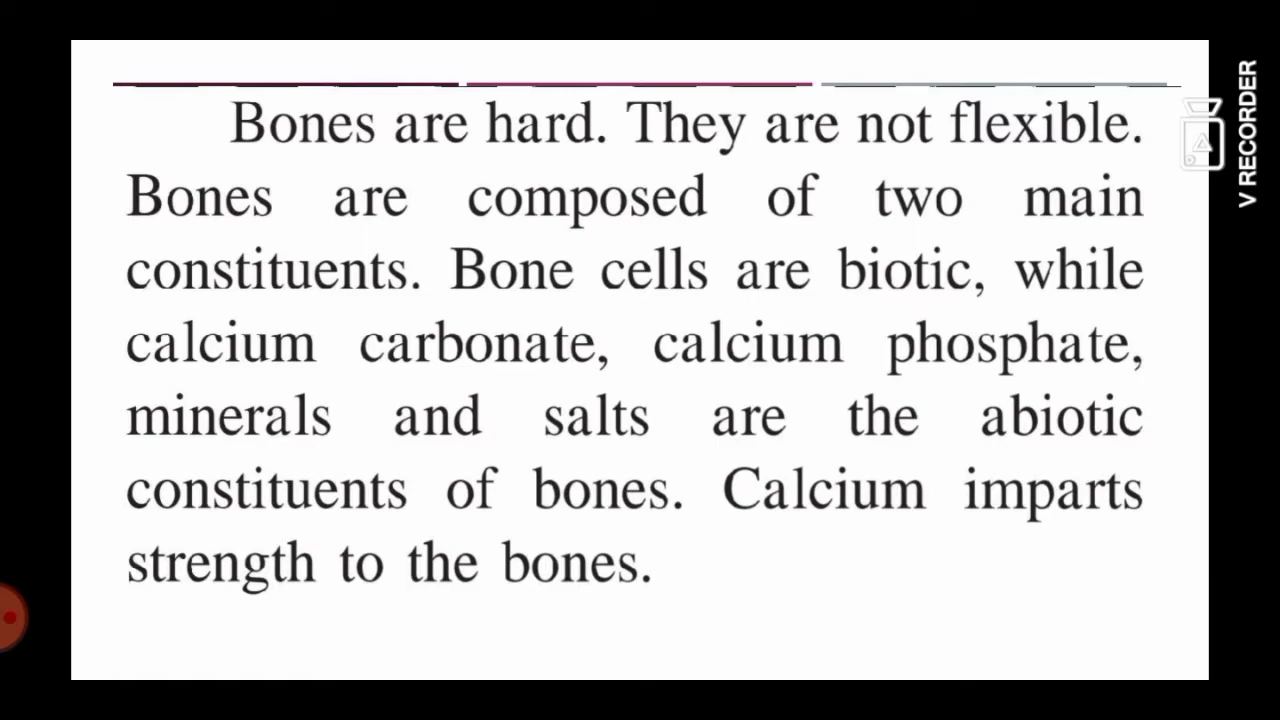 Bones are hard. They are not flexible.
Bones are composed of two main
constituents. Bone cells are biotic, while
calcium carbonate, calcium phosphate,
minerals and salts are the abiotic
constituents of bones. Calcium imparts
strength to the bones.
V RECORDER